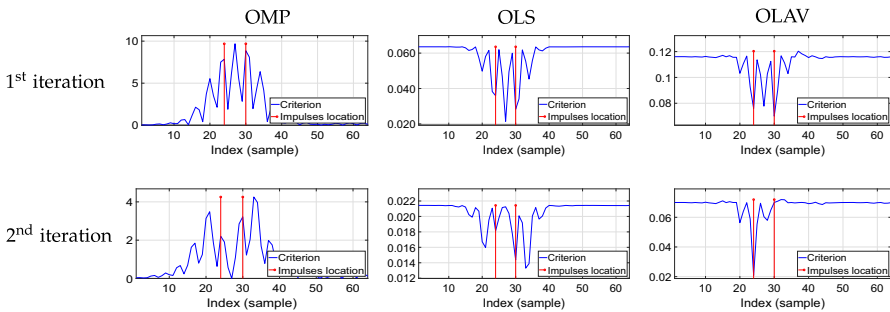 OMP
OLS
OLAV
1st iteration
10
5
0
10 20 30 40 50 60
Index (sample)
Criterion
Impulses location
0.060
0.040
0.020
10 20 30 40 50 60
Index (sample)
Criterion
Impulses location
0.12
0.10
0.08
10 20 30 40 50 60
Index (sample)
Criterion
Impulses location
2nd iteration
4
2
0
10 20 30 40 50 60
Index (sample)
Criterion
Impulses location
0.022
0.020
0.018
0.016
0.014
0.012
10 20 30 40 50 60
Index (sample)
Criterion
Impulses location
0.06
0.04
0.02
10 20 30 40 50 60
Index (sample)
Criterion
Impulses location